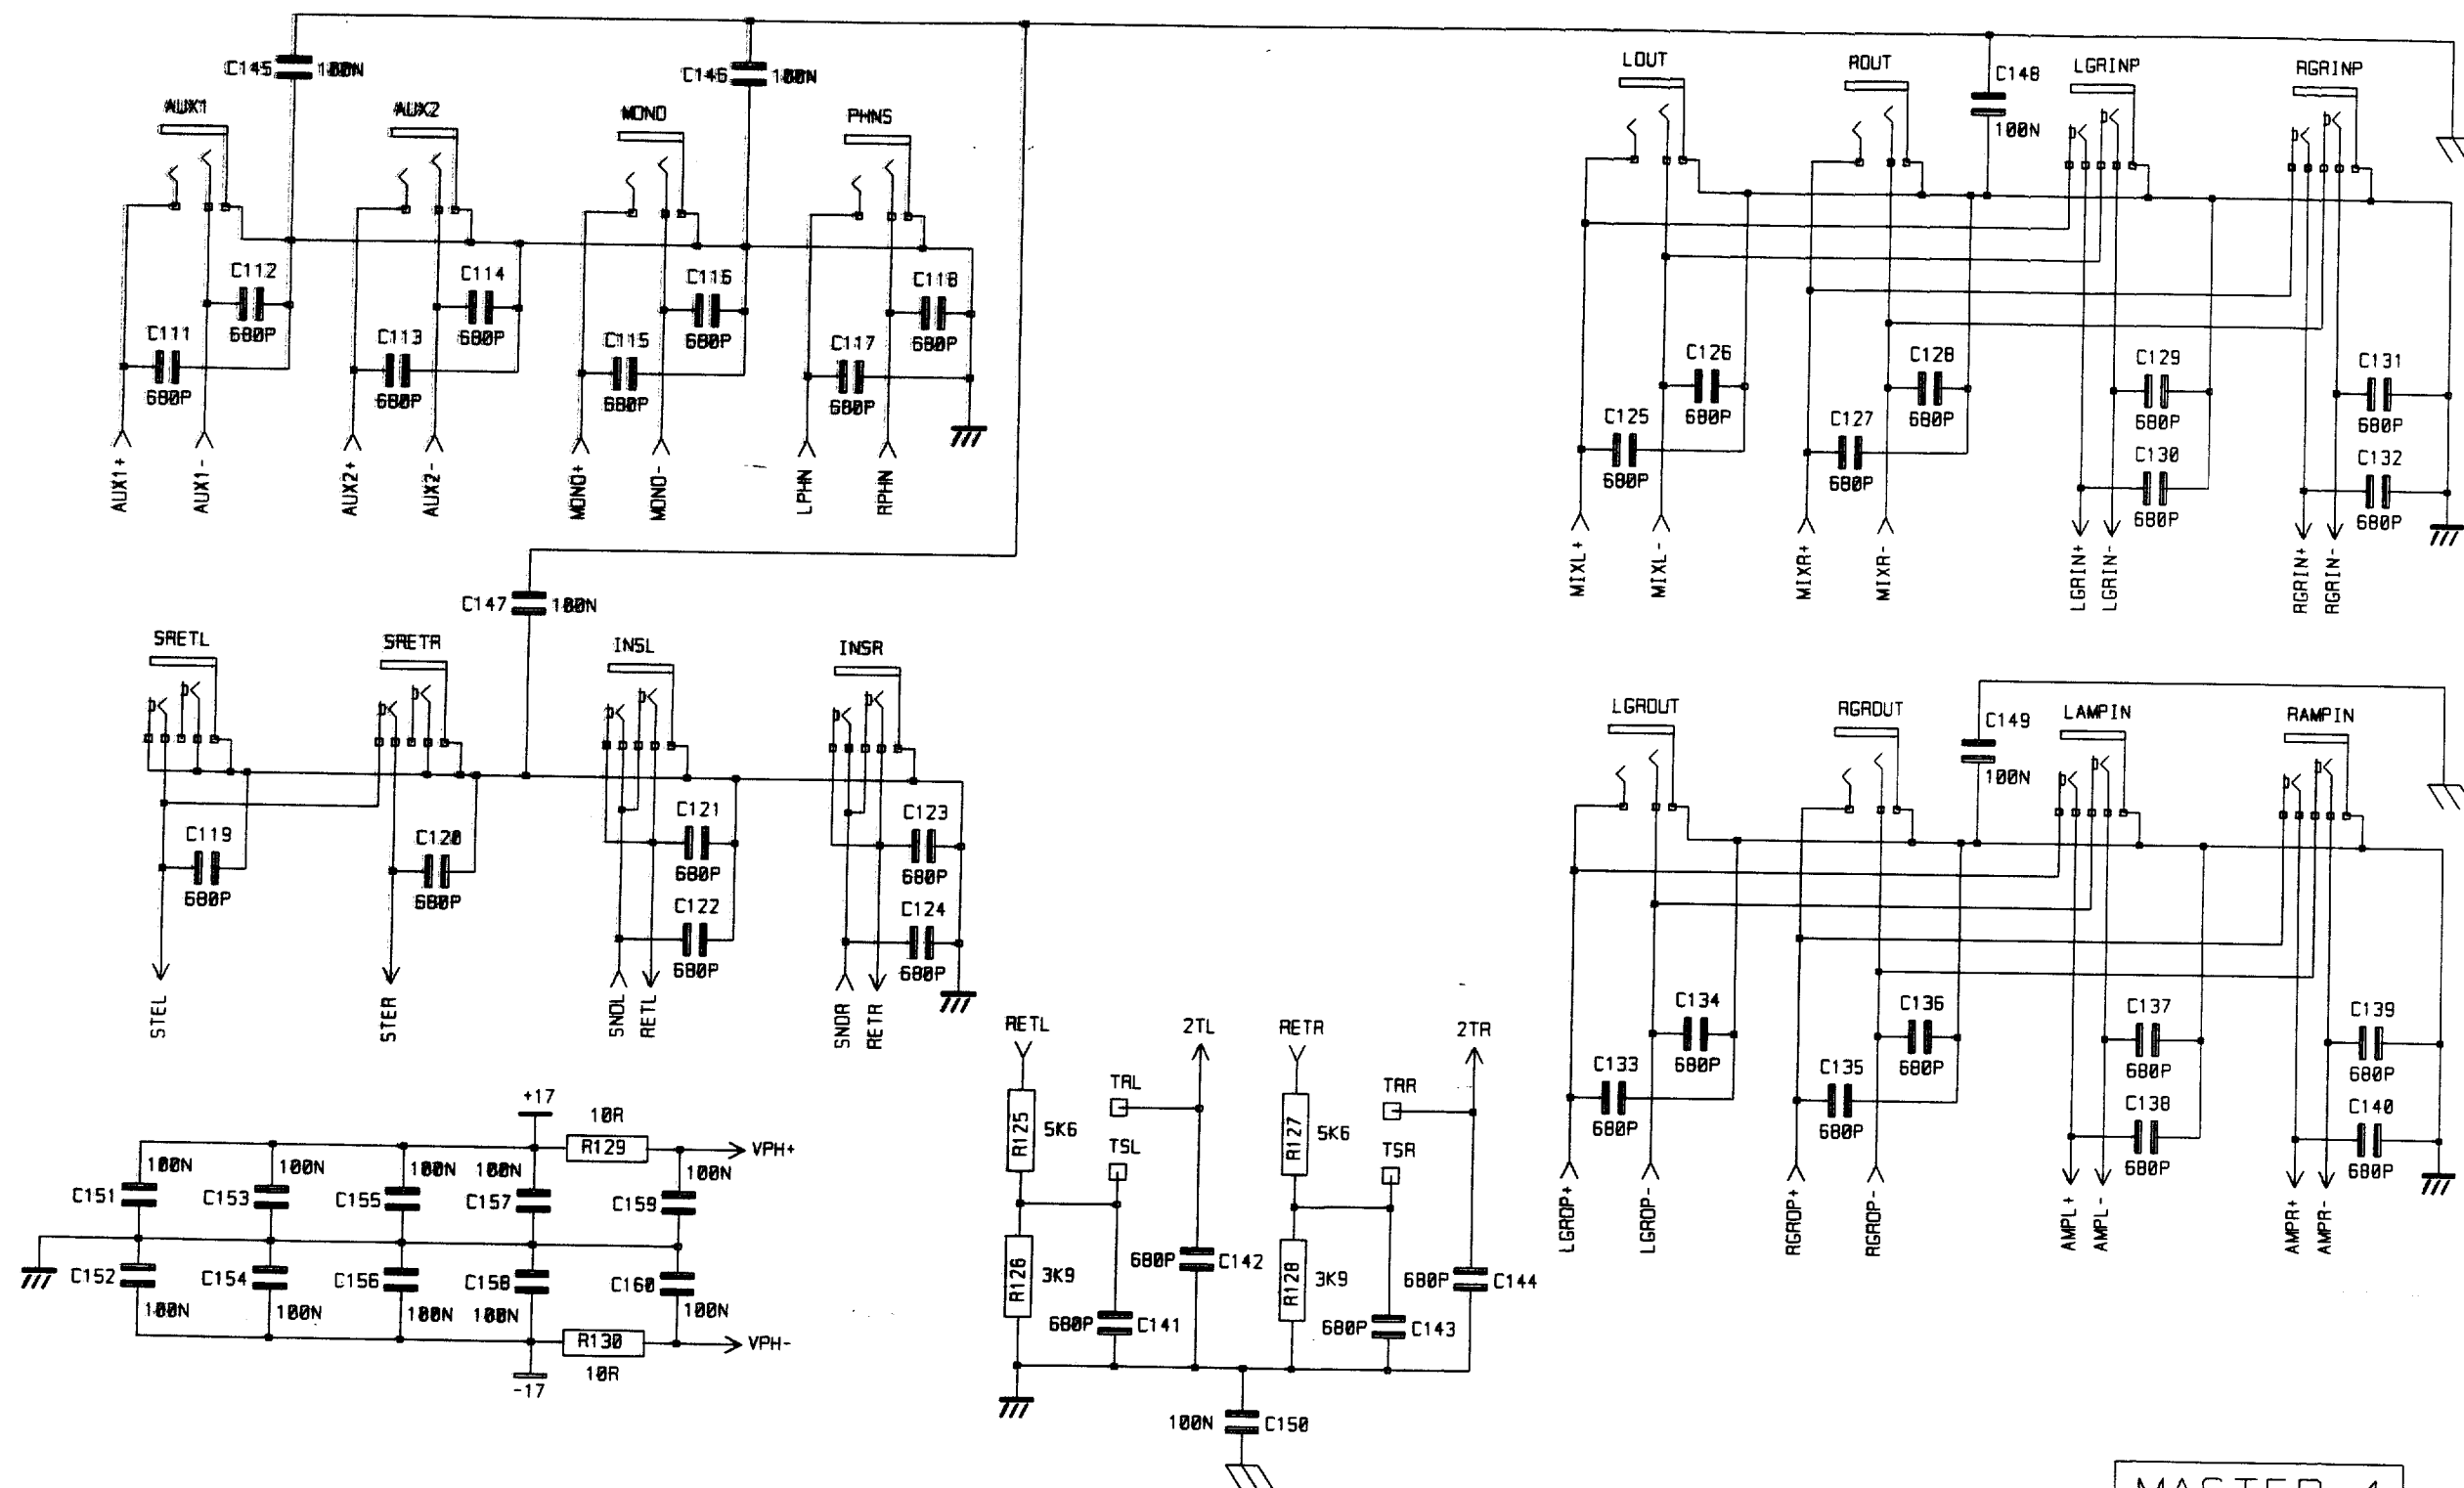 C145 100N
C146 100N
AUX1
AUX2
MONO
PHNS
C112
680P
C114
680P
C116
680P
C118
680P
C111
680P
C113
680P
C115
680P
C117
680P
AUX1+
AUX1-
AUX2+
AUX2-
MONO+
MONO-
LPHN
RPHN
LOUT
ROUT
C148
100N
LGRINP
RGRINP
C126
680P
C128
680P
C129
680P
C131
680P
C125
680P
C127
680P
C130
680P
C132
680P
MIXL+
MIXL-
MIXR+
MIXR-
LGRIN+
LGRIN-
RGRIN+
RGRIN-
C147 100N
SRETL
SRETR
INSL
INSR
C119
680P
C120
680P
C121
680P
C123
680P
C122
680P
C124
680P
STEL
STER
SNDL
RETL
SNDR
RETR
LGROUT
RGROUT
C149
100N
LAMPIN
RAMPIN
C134
680P
C136
680P
C137
680P
C139
680P
C133
680P
C135
680P
C138
680P
C140
680P
LGROP+
LGROP-
RGROP+
RGROP-
AMPL+
AMPL-
AMPR+
AMPR-
+17
10R
R129
VPH+
100N
100N
100N
100N
100N
C151
C153
C155
C157
C159
C152
C154
C156
C158
C160
100N
100N
100N
100N
100N
R130
VPH-
10R
-17
RETL
2TL
RETR
2TR
TRL
TRR
R125
5K6
TSL
R127
5K6
TSR
R126
3K9
680P C142
R128
3K9
680P C144
680P C141
680P C143
100N C150
MASTER 4